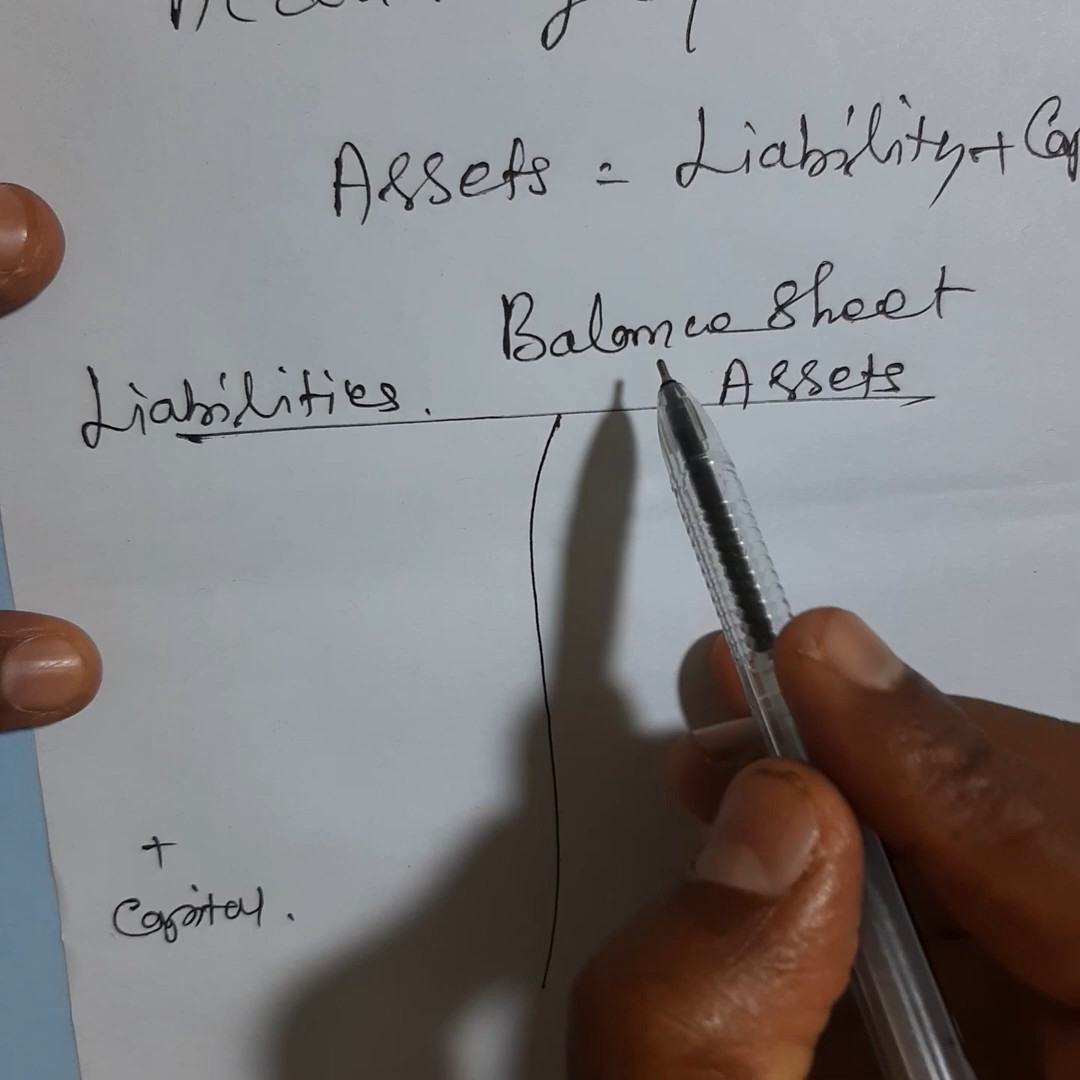 Assets = Liability + Cap
Balance Sheet
Liabilities. Assets
+
Capital.